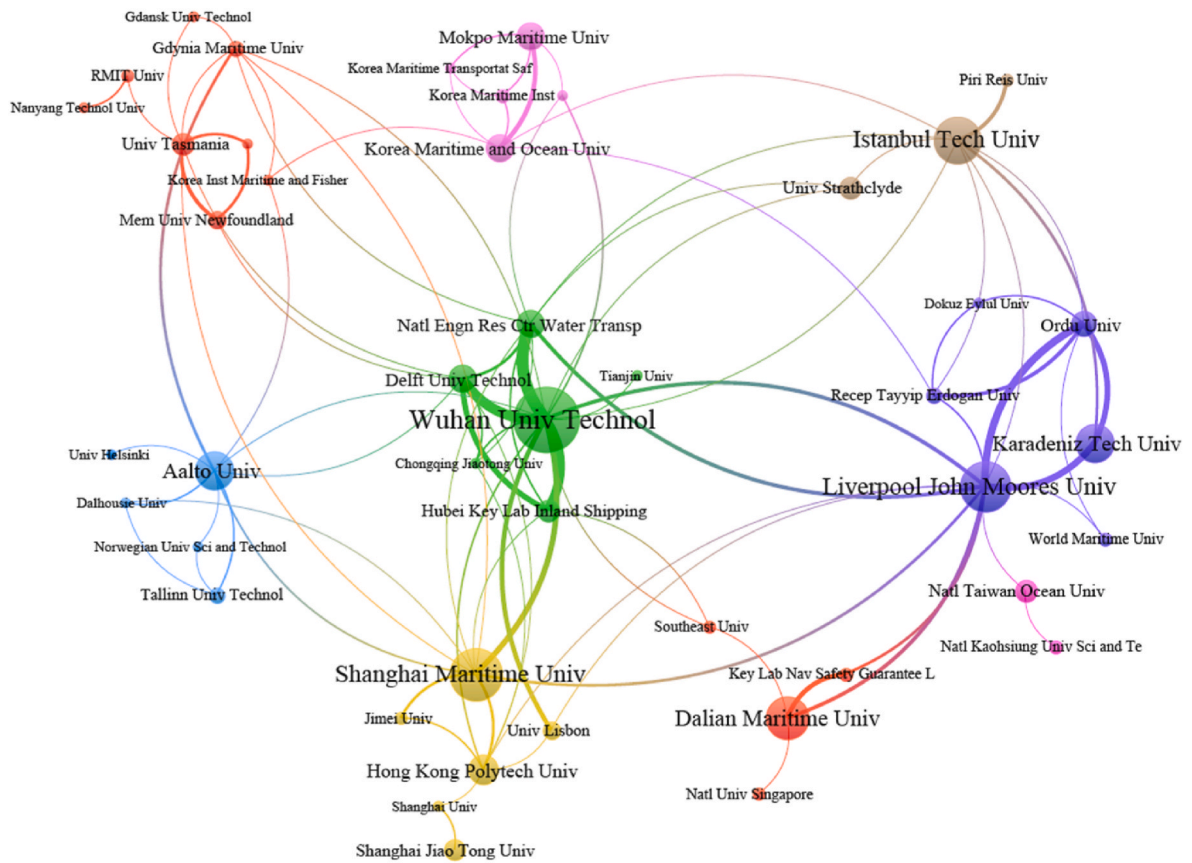 Gdansk Univ Technol
Gdynia Maritime Univ
Mokpo Maritime Univ
Korea Maritime Transportat Saf
RMIT Univ
Piri Reis Univ
Korea Maritime Inst
Nanyang Technol Univ
Istanbul Tech Univ
Univ Tasmania
Korea Maritime and Ocean Univ
Korea Inst Maritime and Fisher
Univ Strathclyde
Mem Univ Newfoundland
Dokuz Eylul Univ
Natl Engn Res Ctr Water Transp
Ordu Univ
Tianjin Univ
Delft Univ Technol
Recep Tayyip Erdogan Univ
Wuhan Univ Technol
Karadeniz Tech Univ
Univ Helsinki
Chongqing Jiaotong Univ
Aalto Univ
Liverpool John Moores Univ
Dalhousie Univ
Hubei Key Lab Inland Shipping
World Maritime Univ
Norwegian Univ Sci and Technol
Natl Taiwan Ocean Univ
Tallinn Univ Technol
Southeast Univ
Natl Kaohsiung Univ Sci and Te
Shanghai Maritime Univ
Key Lab Nav Safety Guarantee L
Jimei Univ
Dalian Maritime Univ
Univ Lisbon
Hong Kong Polytech Univ
Natl Univ Singapore
Shanghai Univ
Shanghai Jiao Tong Univ